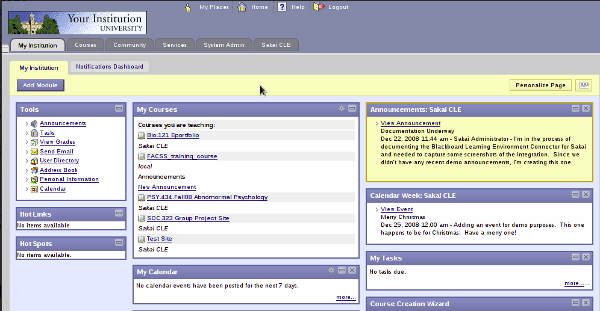 My Places Home Help Logout
Your Institution
UNIVERSITY
My Institution Courses Community Services System Admin Sakai CLE
My Institution Notifications Dashboard
Add Module Personalize Page
Tools
Announcements
Tasks
View Grades
Send Email
User Directory
Address Book
Personal Information
Calendar
Hot Links
No items available.
Hot Spots
No items available.
My Courses
Courses you are teaching:
Bio.121 Eportfolio
Sakai CLE
FACSS_training_course
local
Announcements
New Announcement
PSY.434.Fall08 Abnormormal Psychology
Sakai CLE
SOC 323 Group Project Site
Sakai CLE
Test Site
Sakai CLE
My Calendar
No calendar events have been posted for the next 7 days.
more...
Announcements: Sakai CLE
View Announcement
Documentation Underway
Dec 22, 2008 11:44 am - Sakai Administrator - I'm in the process of
documenting the Blackboard Learning Environment Connector for Sakai
and needed to capture some screenshots of the integration. Since we
didn't have any recent demo announcements, I'm creating this one
Calendar Week: Sakai CLE
View Event
Merry Christmas
Dec 25, 2008 12:00 am - Adding an event for demo purposes. This one
happens to be for Christmas. Have a merry one!
My Tasks
No tasks due.
more.....
Course Creation Wizard